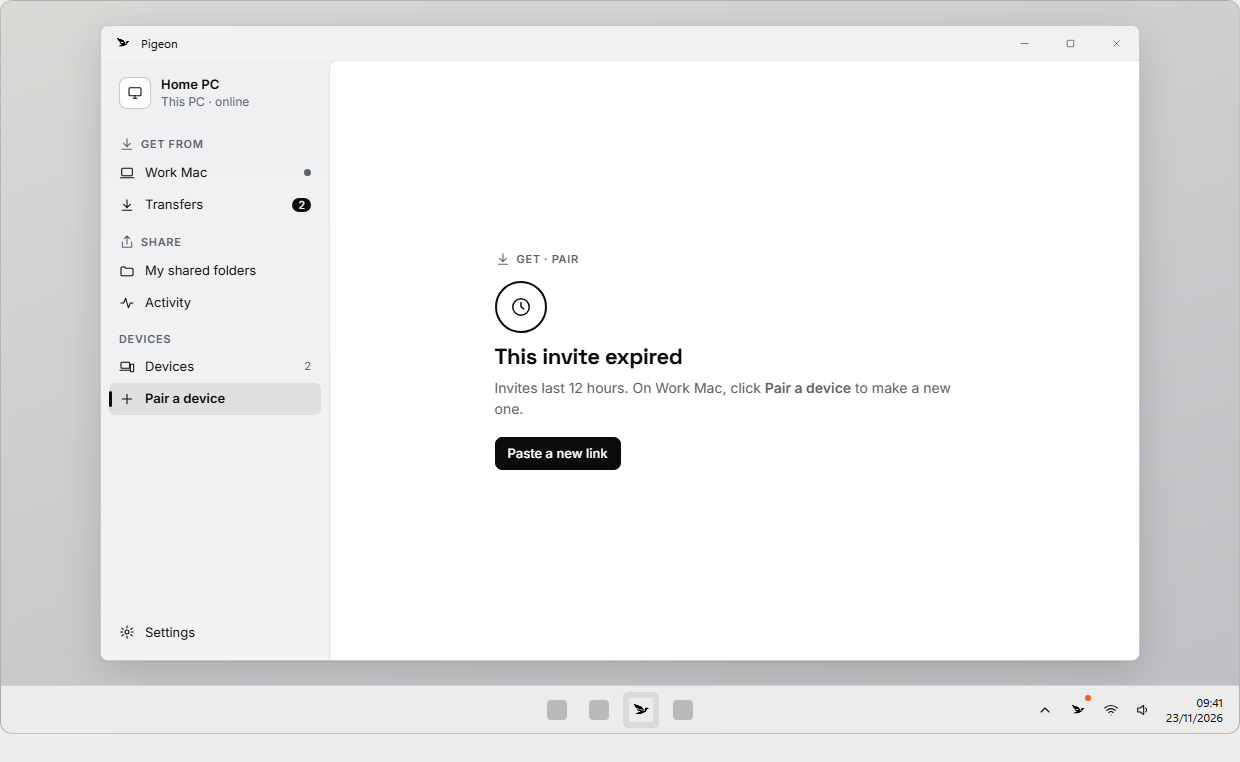 Pigeon
Home PC
This PC · online
GET FROM
Work Mac
Transfers
2
SHARE
My shared folders
Activity
DEVICES
Devices
2
Pair a device
Settings
GET · PAIR
This invite expired
Invites last 12 hours. On Work Mac, click Pair a device to make a new
one.
Paste a new link
09:41
23/11/2026